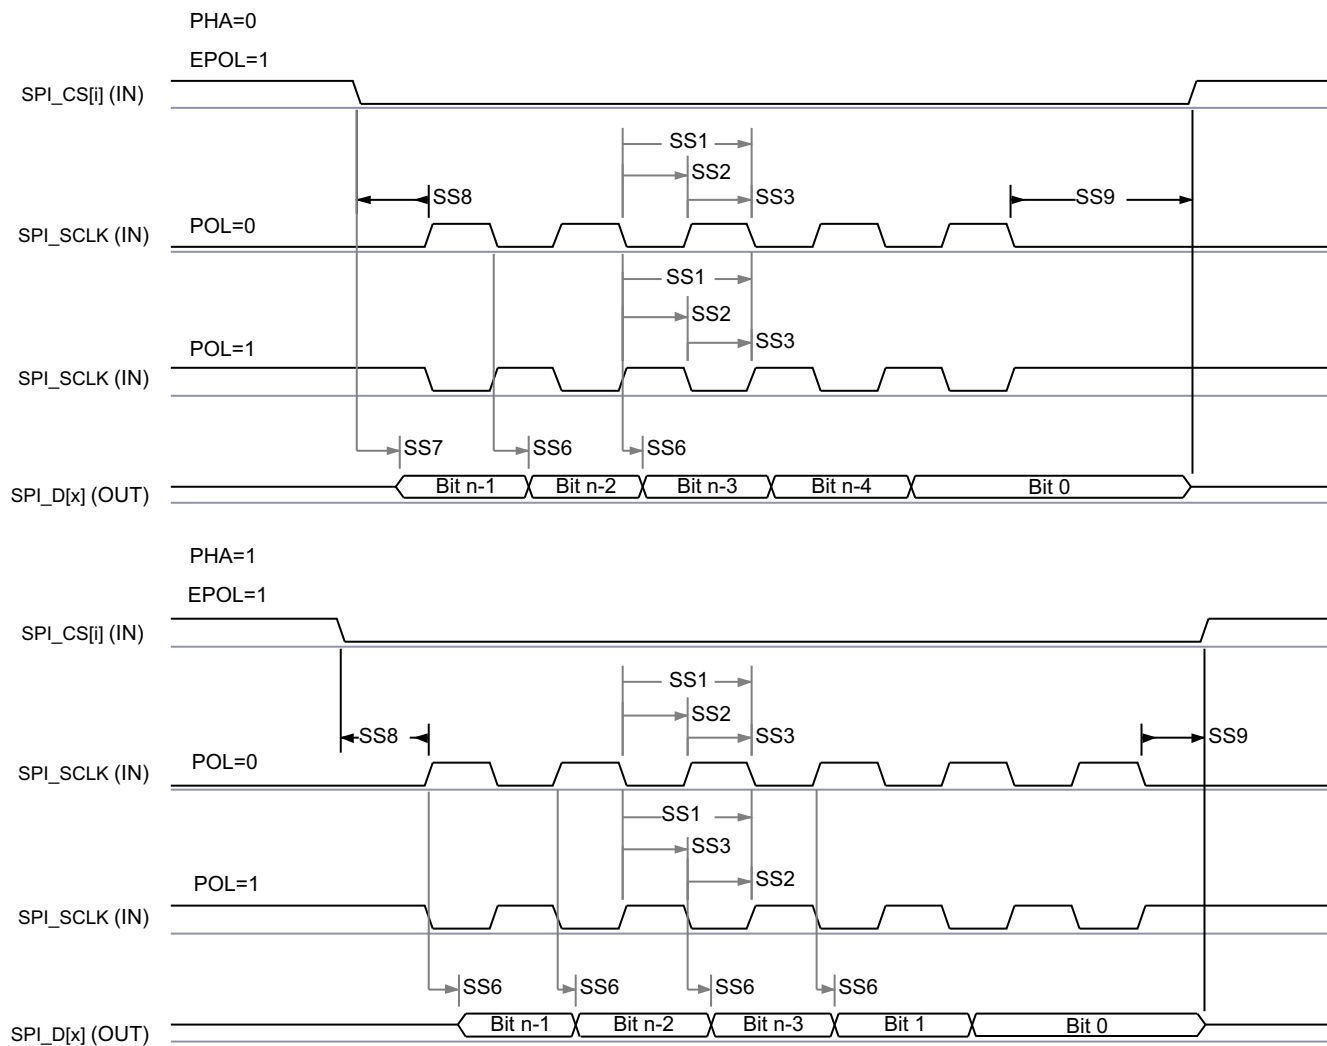 PHA=0
EPOL=1
SPI_CS[i] (IN)
SS1
SS2
SS8
SS3
SS9
POL=0
SPI_SCLK (IN)
SS1
SS2
SS3
POL=1
SPI_SCLK (IN)
SS7
SS6
SS6
SPI_D[x] (OUT)
Bit n-1
Bit n-2
Bit n-3
Bit n-4
Bit 0
PHA=1
EPOL=1
SPI_CS[i] (IN)
SS1
SS2
SS8
SS3
SS9
POL=0
SPI_SCLK (IN)
SS1
SS3
SS2
POL=1
SPI_SCLK (IN)
SS6
SS6
SS6
SS6
SPI_D[x] (OUT)
Bit n-1
Bit n-2
Bit n-3
Bit 1
Bit 0